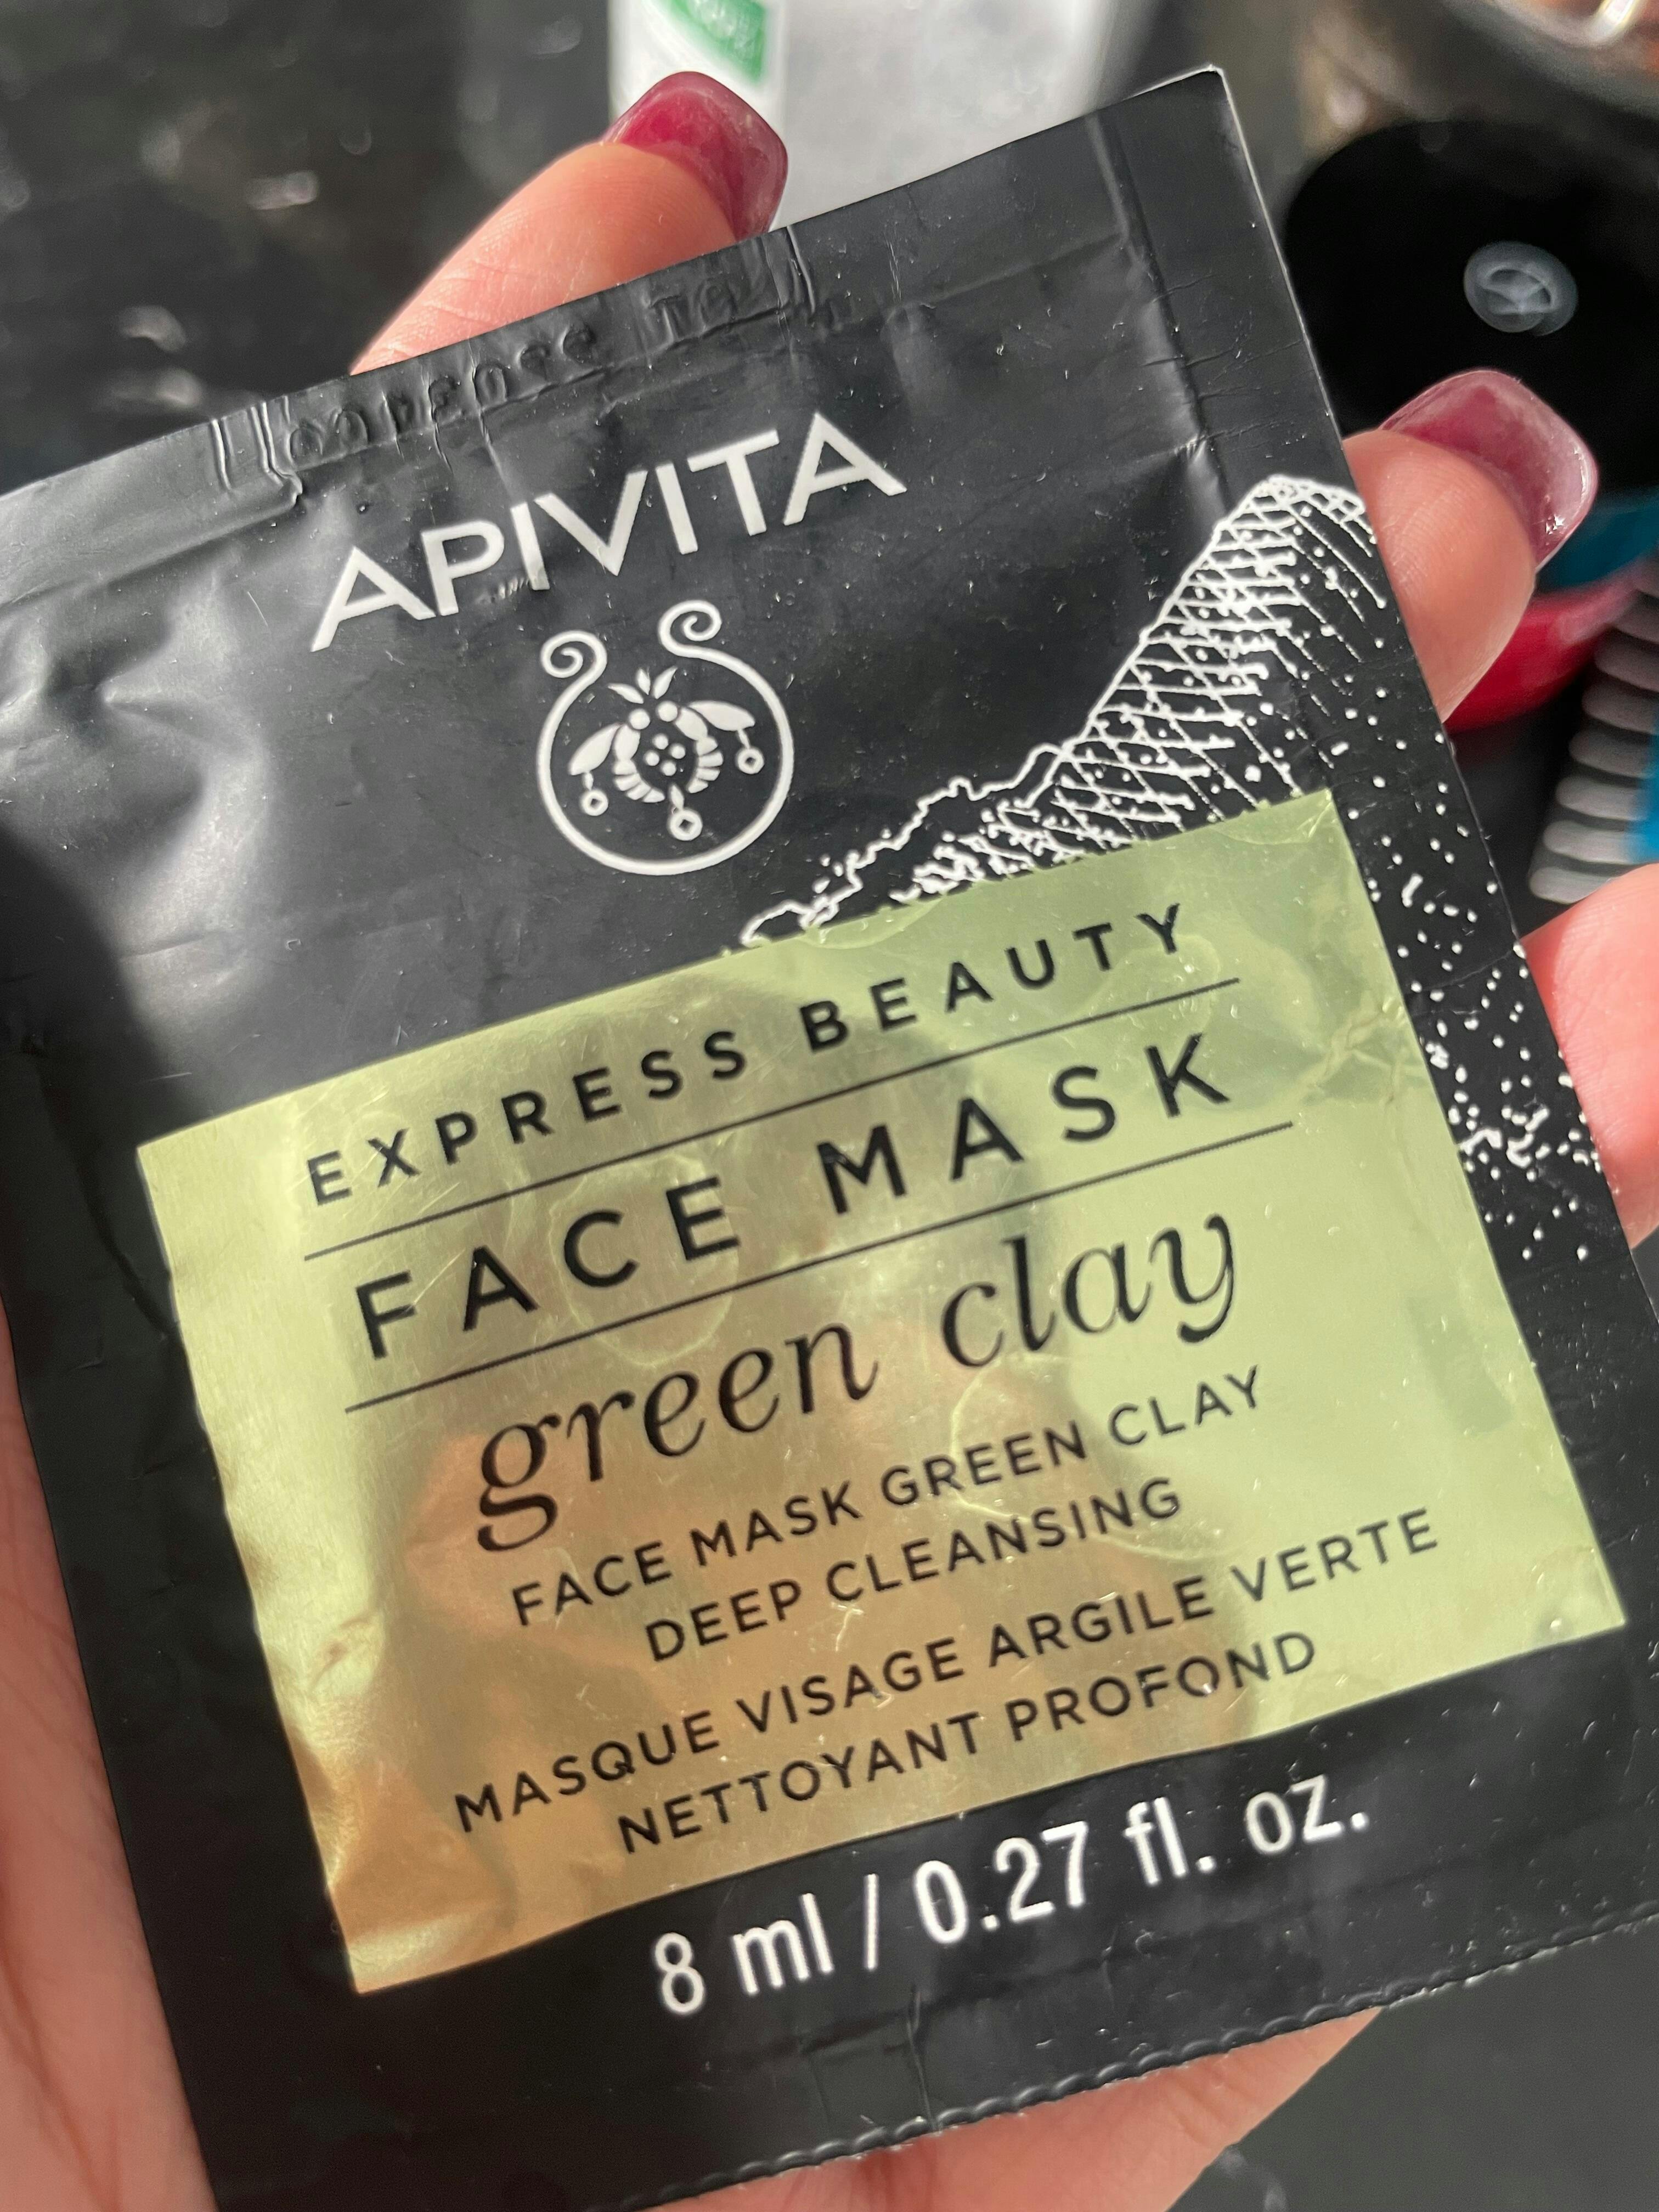 APIVITA
EXPRESS BEAUTY
FACE MASK
green clay
FACE MASK GREEN CLAY
DEEP CLEANSING
MASQUE VISAGE ARGILE VERTE
NETTOYANT PROFOND
8 ml / 0.27 fl. oz.